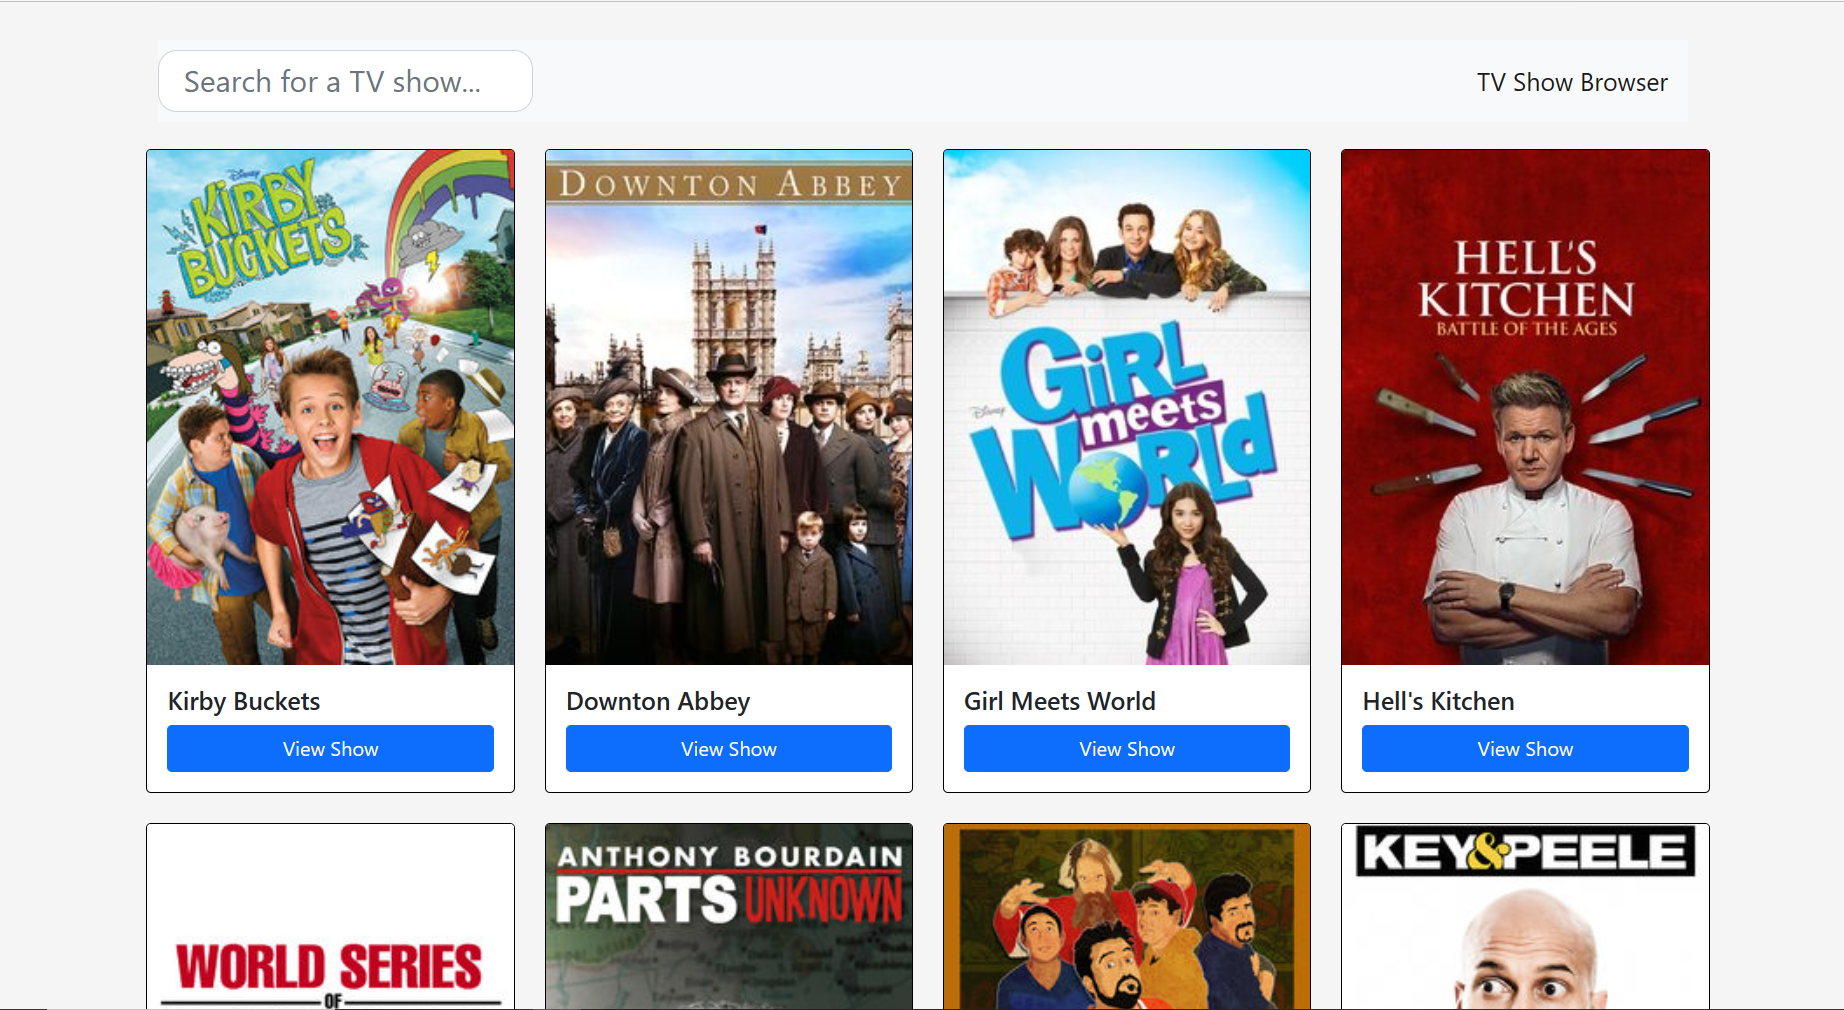 Search for a TV show...
TV Show Browser
Disney
KiRBY
BUCKETS
DOWNTON ABBEY
Disney
GiRL
meets
WORLd
HELL'S
KITCHEN
BATTLE OF THE AGES
Kirby Buckets
Downton Abbey
Girl Meets World
Hell's Kitchen
View Show
View Show
View Show
View Show
WORLD SERIES
OF
ANTHONY BOURDAIN
PARTS UNKNOWN
KEY&PEELE